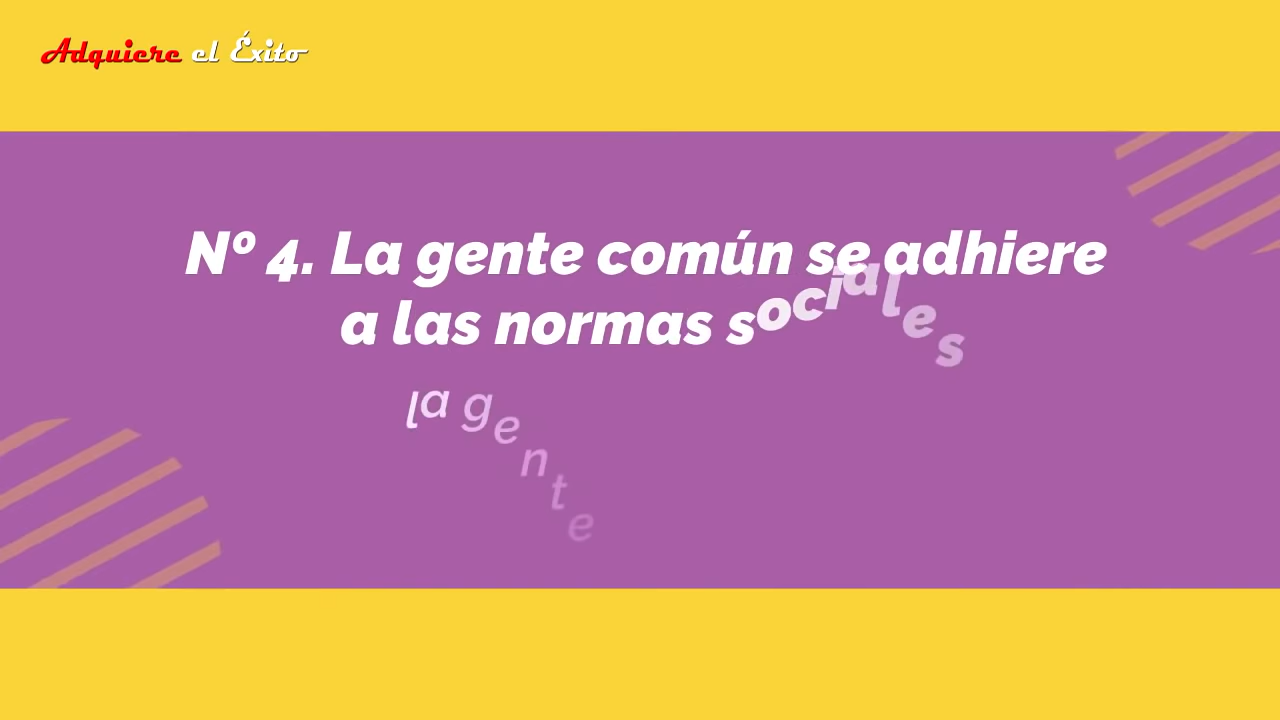 Adquiere el Éxito
Nº 4. La gente común se adhiere
a las normas sociales
la gente